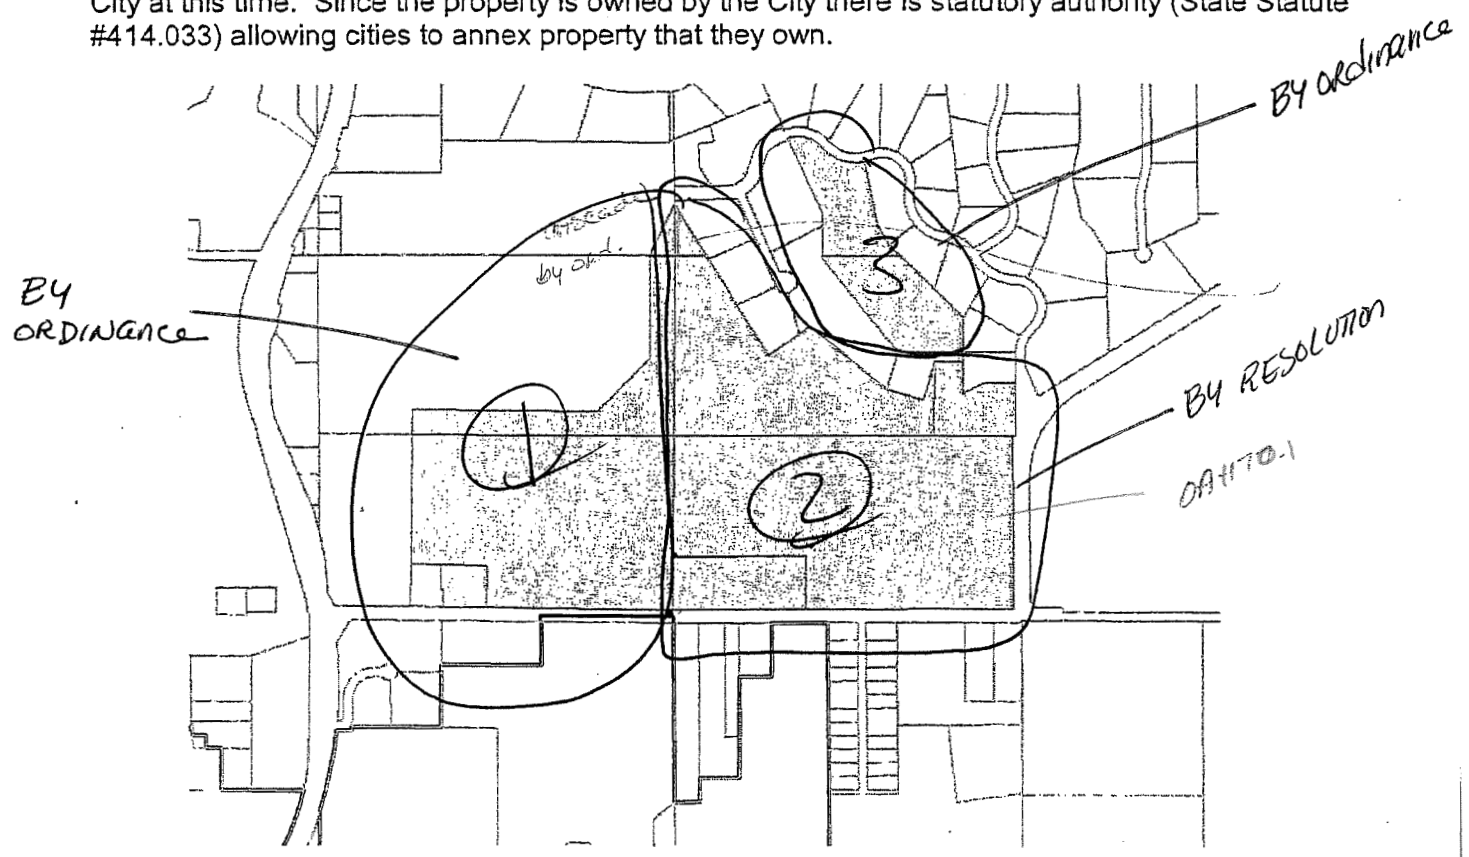 City at this time. Since the property is owned by the City there is statutory authority (State Statute
#414.033) allowing cities to annex property that they own.
BY ORdinance
by ord.
3
BY
ORDINance
BY RESOLUTION
1
2
OA1170-1